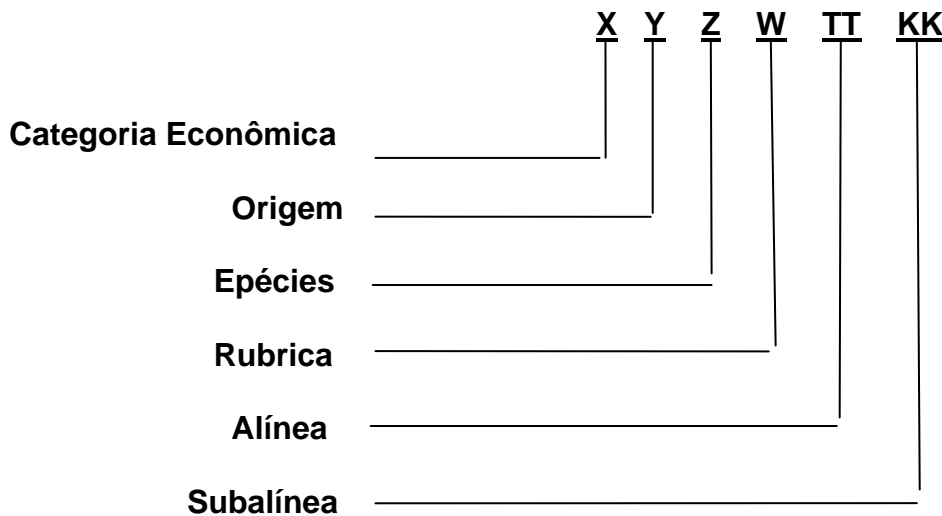 X Y Z W TT KK
Categoria Econômica
Origem
Epécies
Rubrica
Alínea
Subalínea